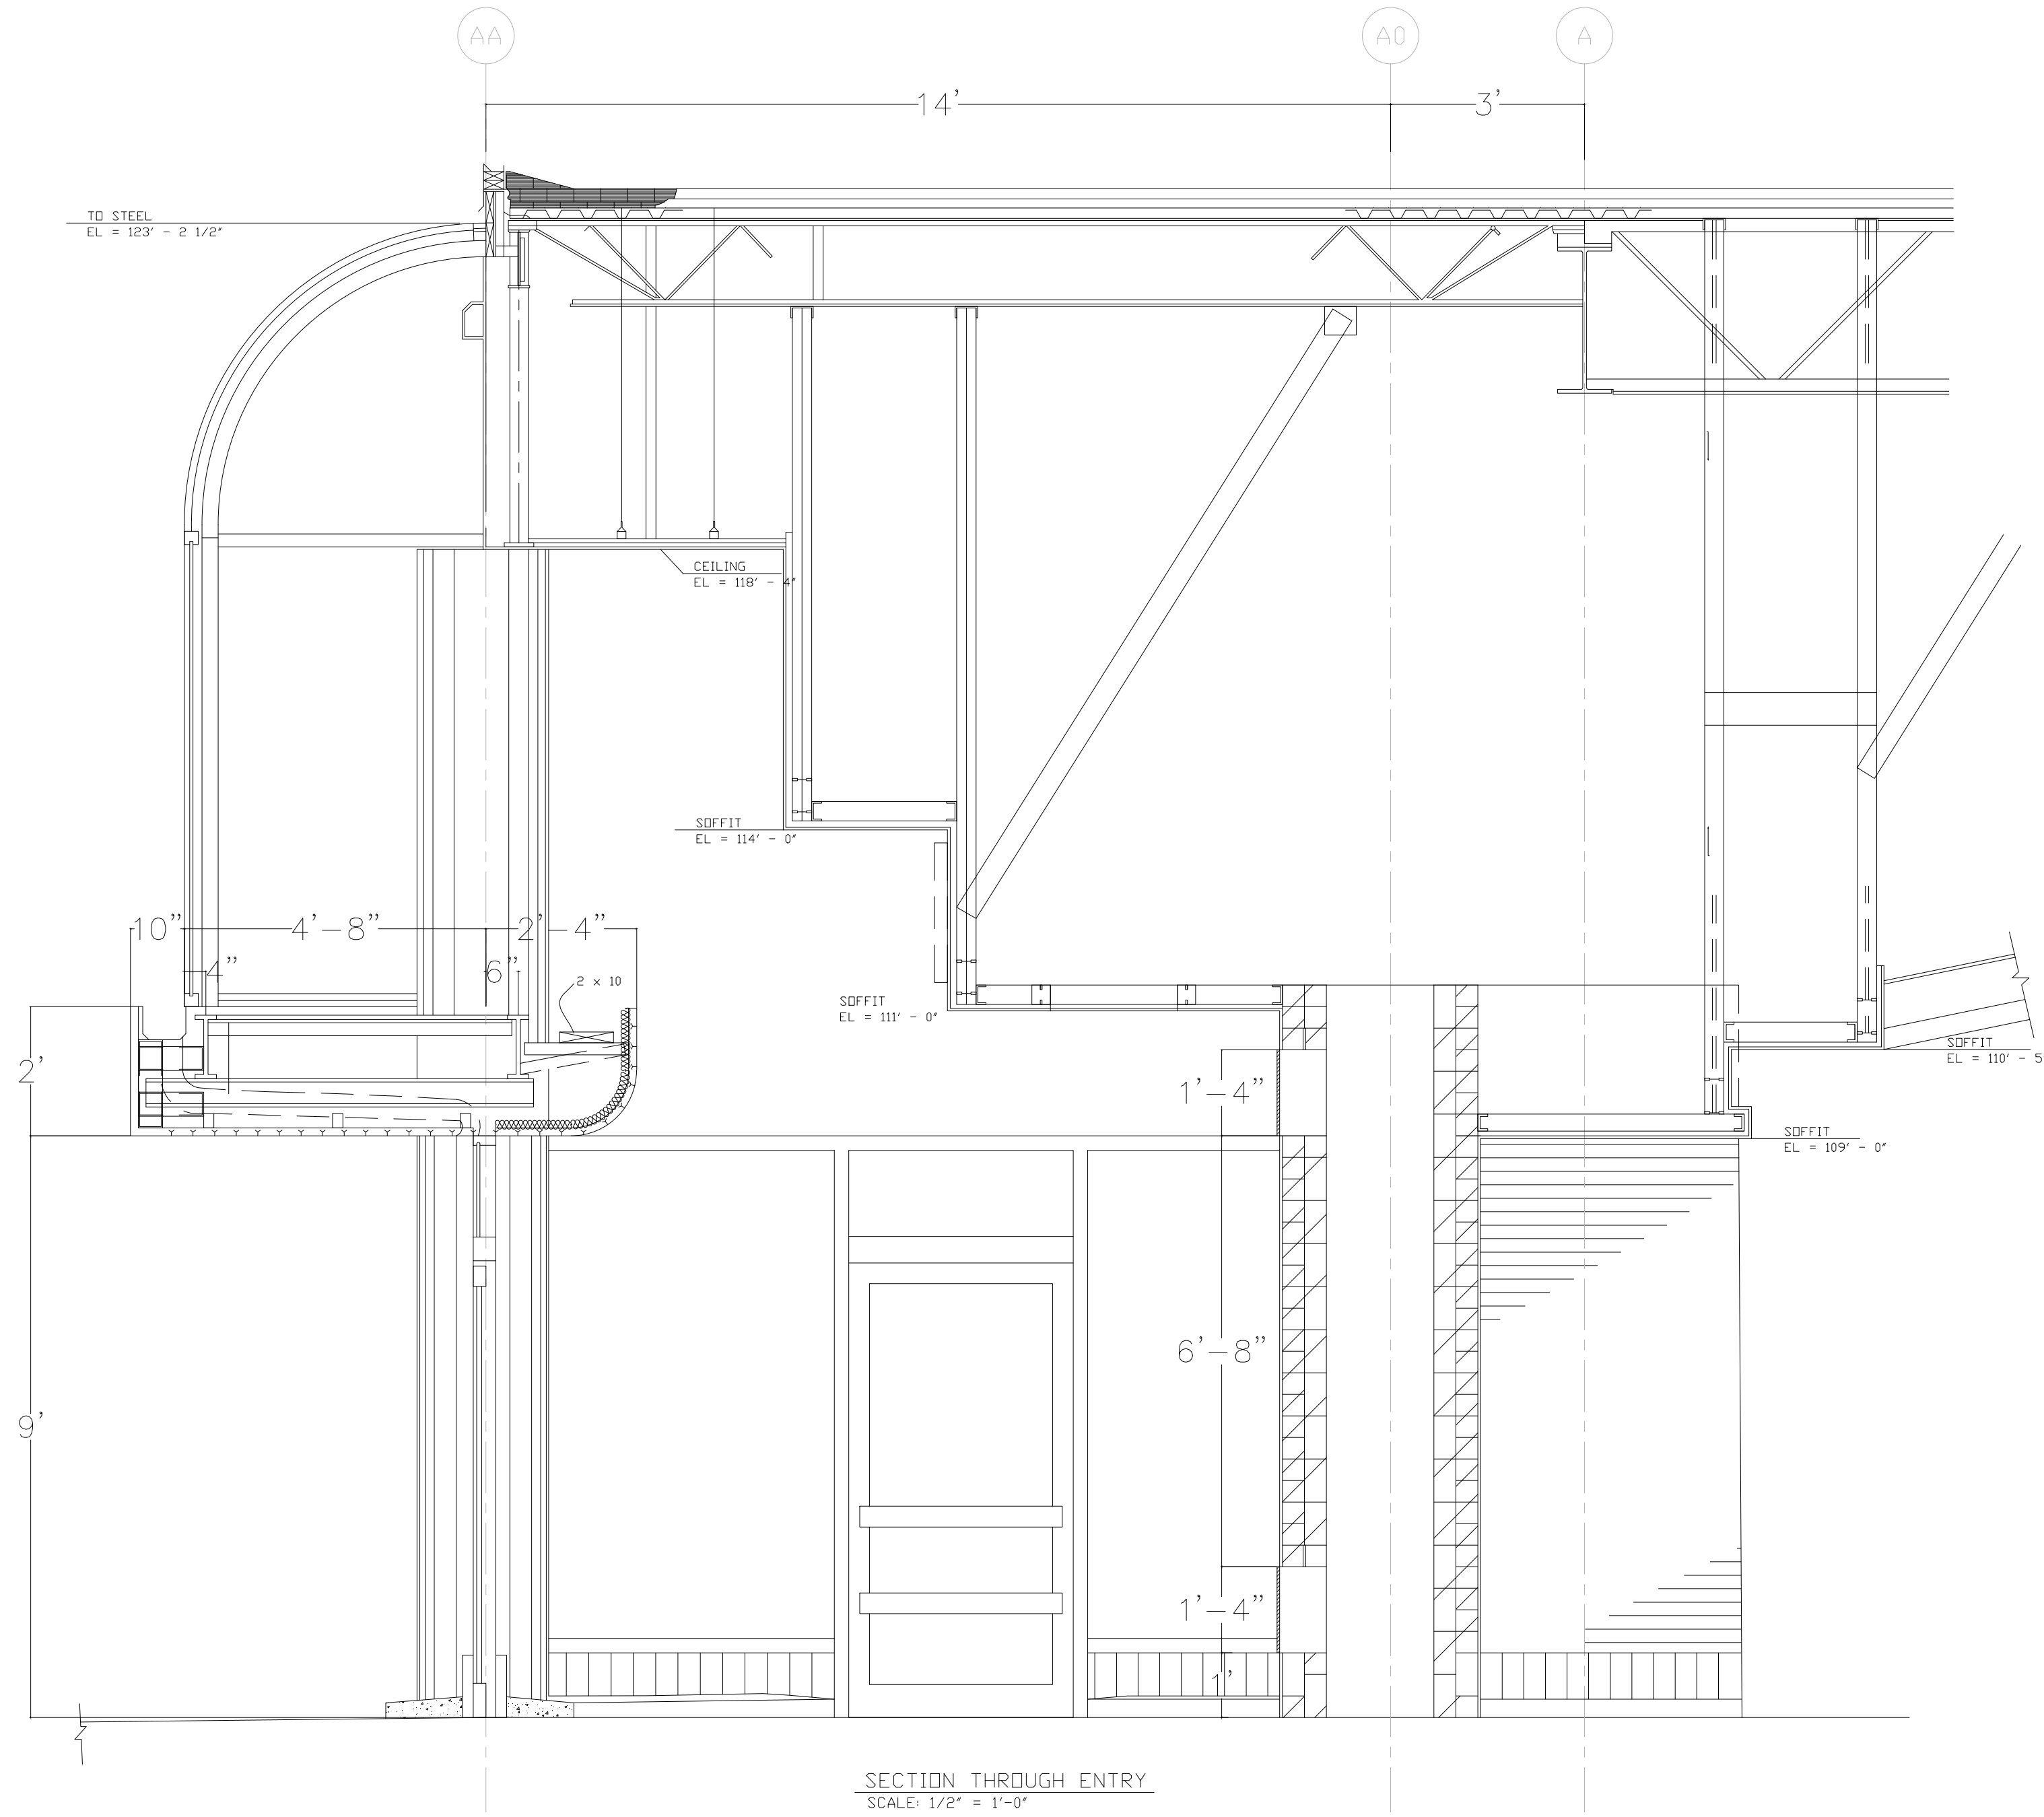 AA
A0
A
14'
3'
TO STEEL
EL = 123' - 2 1/2"
CEILING
EL = 118' - 4"
SOFFIT
EL = 114' - 0"
10"
4'-8"
2'-4"
4"
6"
2 x 10
SOFFIT
EL = 111' - 0"
SOFFIT
EL = 110' - 5
2'
1'-4"
SOFFIT
EL = 109' - 0"
6'-8"
9'
1'-4"
1'
SECTION THROUGH ENTRY
SCALE: 1/2" = 1'-0"